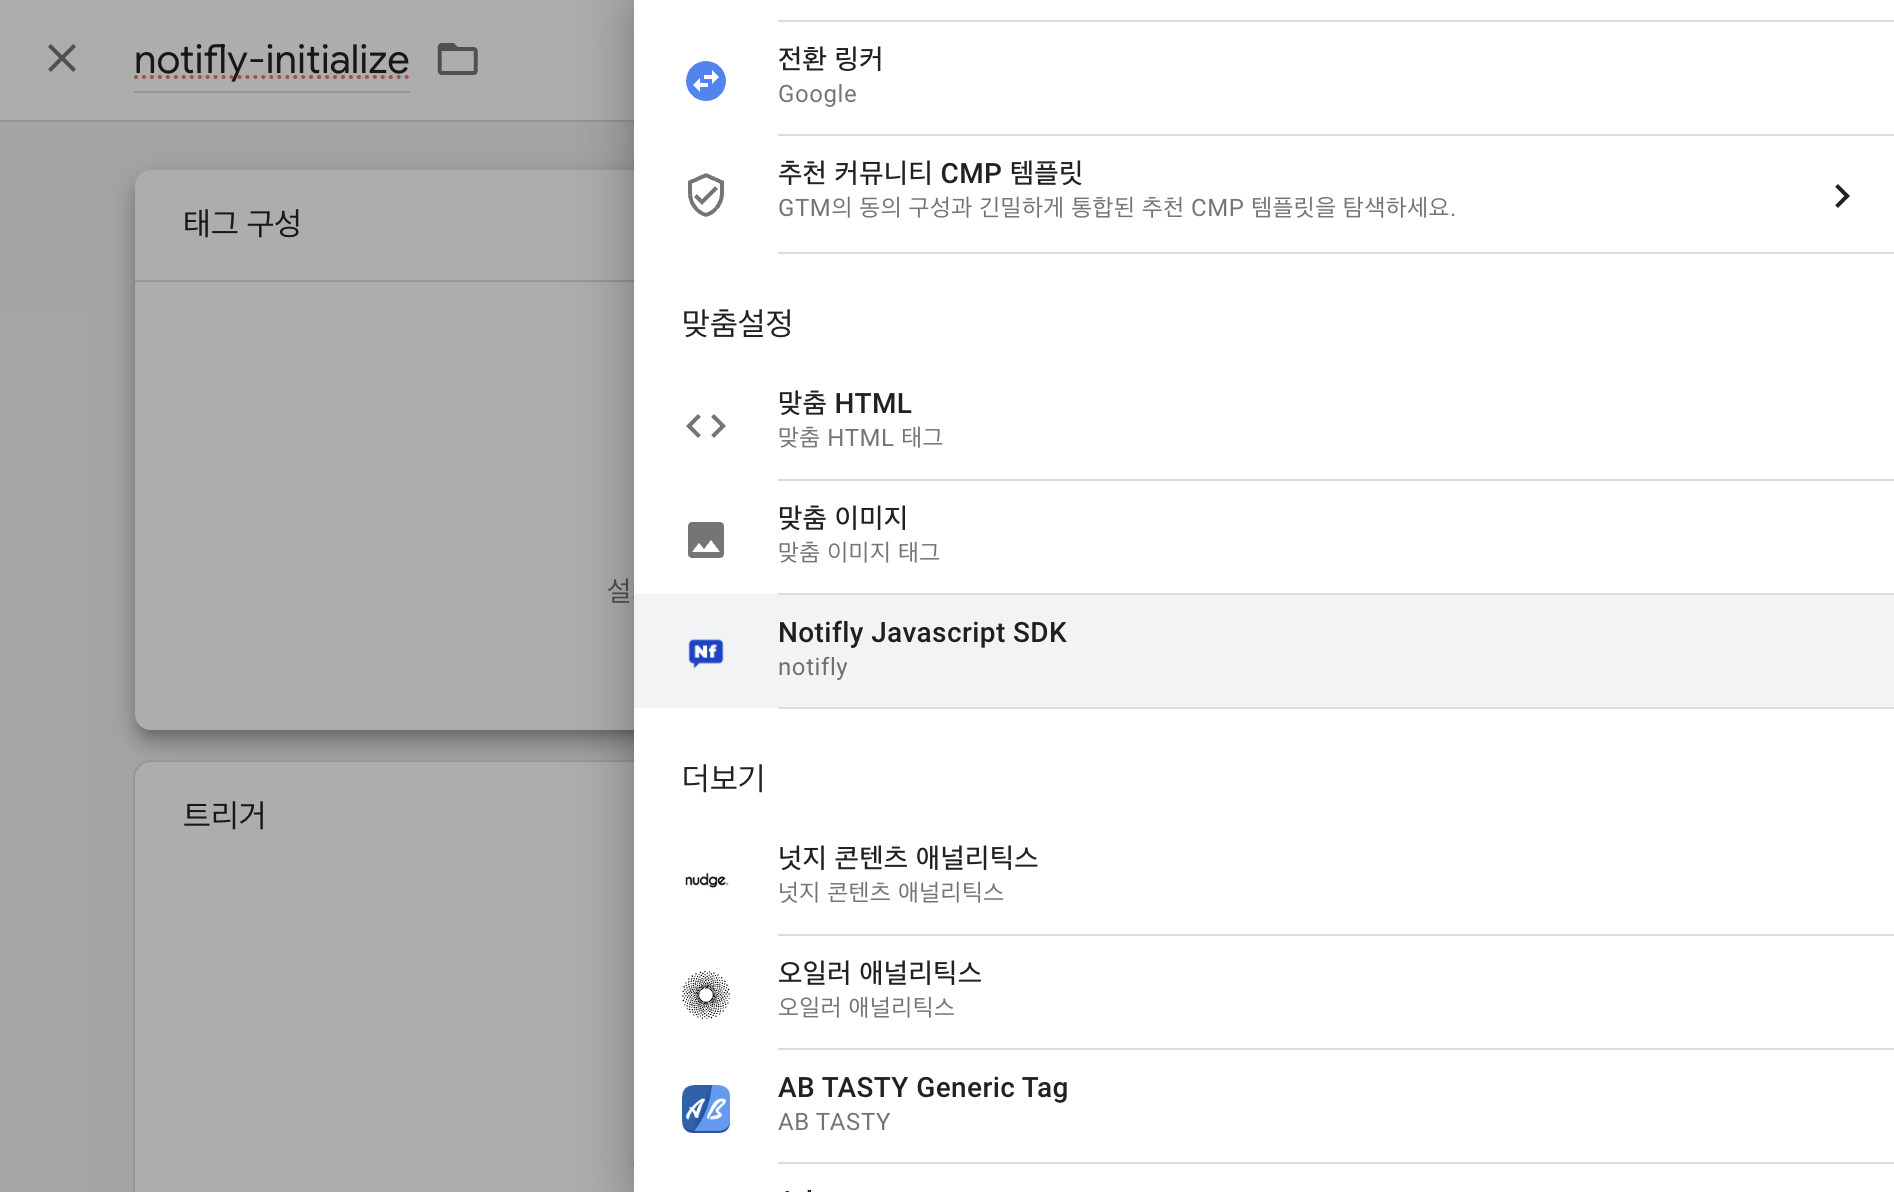 notifly-initialize
태그 구성
설
트리거
전환 링커
Google
추천 커뮤니티 CMP 템플릿
GTM의 동의 구성과 긴밀하게 통합된 추천 CMP 템플릿을 탐색하세요.
맞춤설정
맞춤 HTML
맞춤 HTML 태그
맞춤 이미지
맞춤 이미지 태그
Nf
Notifly Javascript SDK
notifly
더보기
nudge.
넛지 콘텐츠 애널리틱스
넛지 콘텐츠 애널리틱스
오일러 애널리틱스
오일러 애널리틱스
AB
AB TASTY Generic Tag
AB TASTY